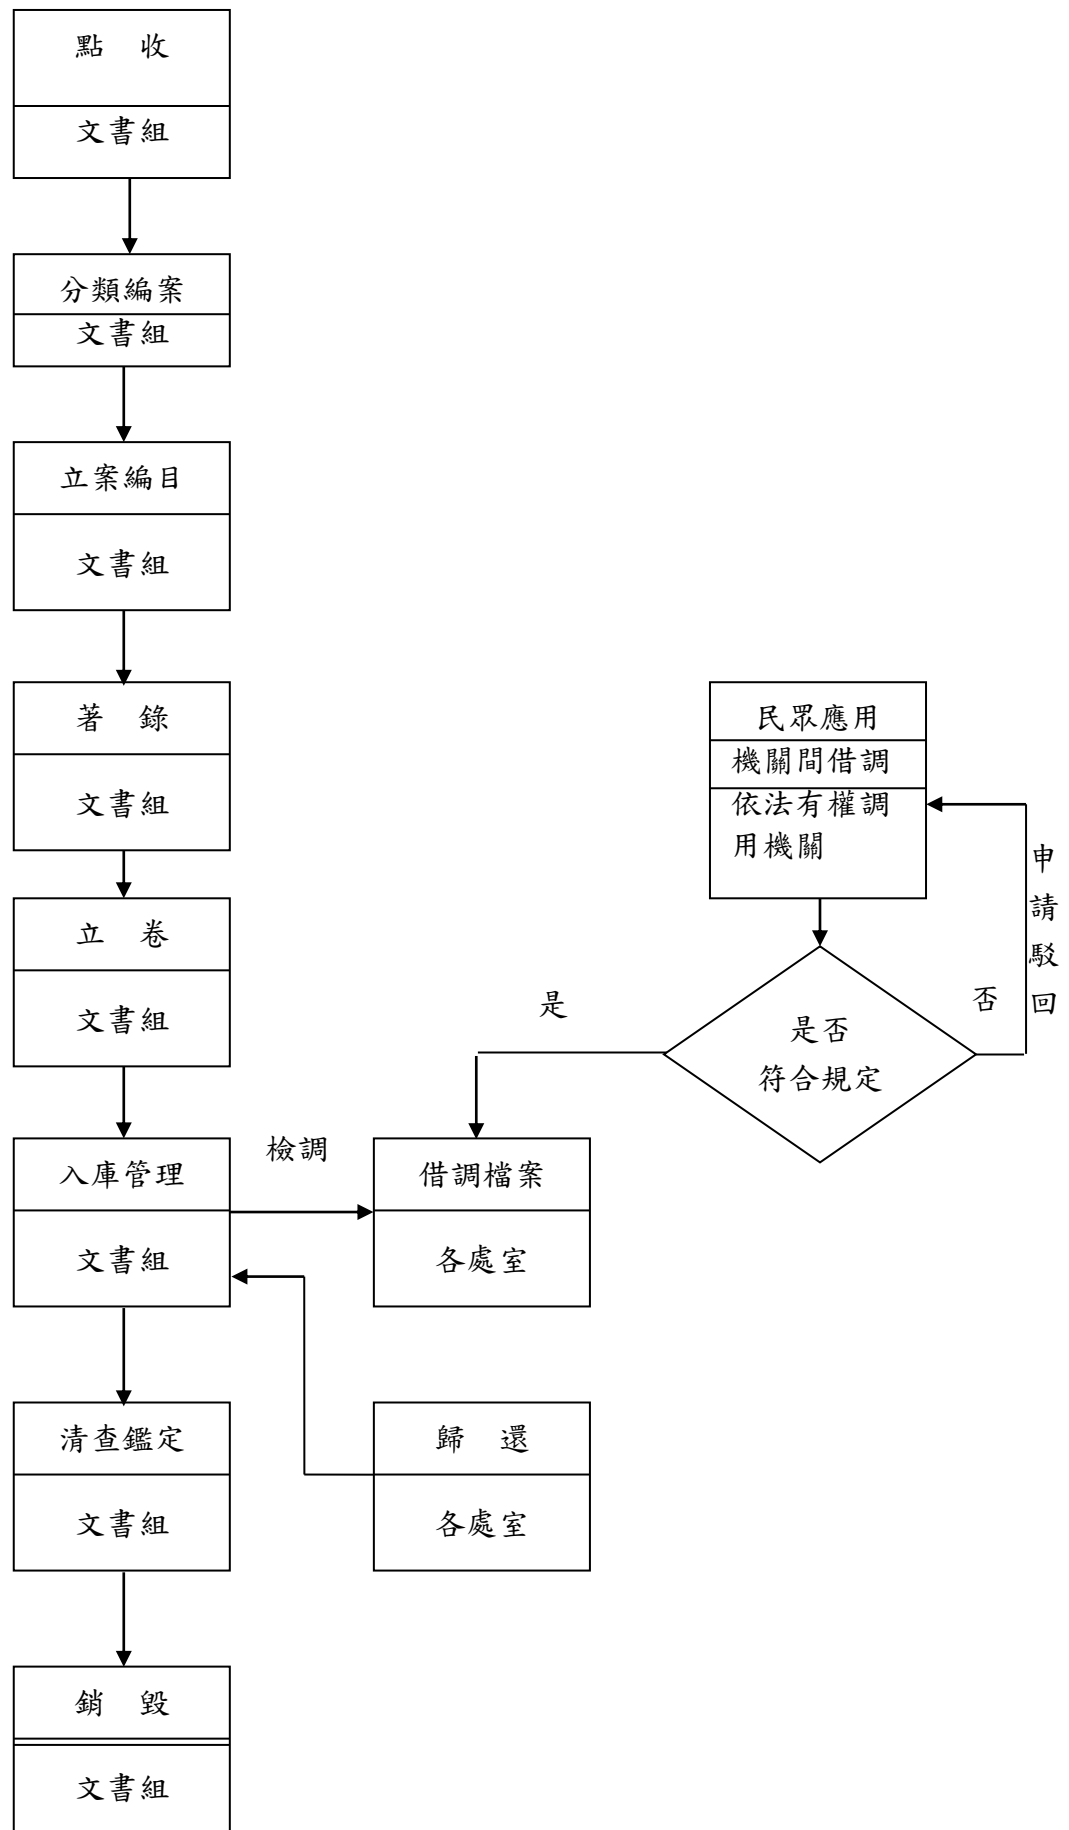 點　收
文書組
分類編案
文書組
立案編目
文書組
著　錄
文書組
立　卷
文書組
入庫管理
文書組
清查鑑定
文書組
銷　毀
文書組
檢調
借調檔案
各處室
歸　還
各處室
民眾應用
機關間借調
依法有權調
用機關
是否
符合規定
是
否
申請駁回